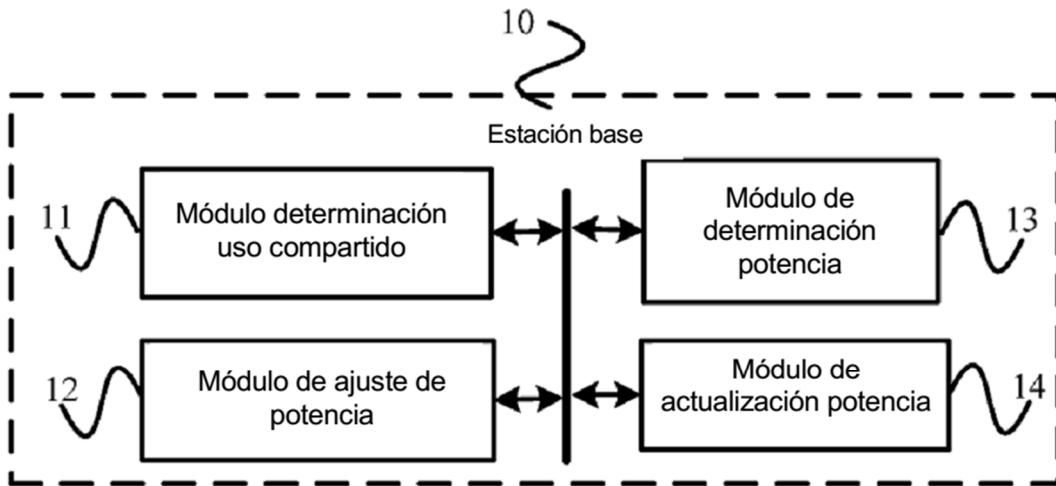 10
Estación base
11
Módulo determinación
uso compartido
Módulo de
determinación
potencia
13
12
Módulo de ajuste de
potencia
Módulo de
actualización potencia
14